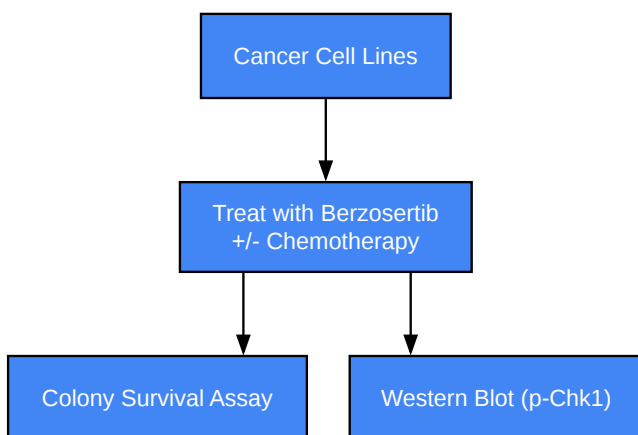 Cancer Cell Lines
Treat with Berzosertib
+/- Chemotherapy
Colony Survival Assay
Western Blot (p-Chk1)